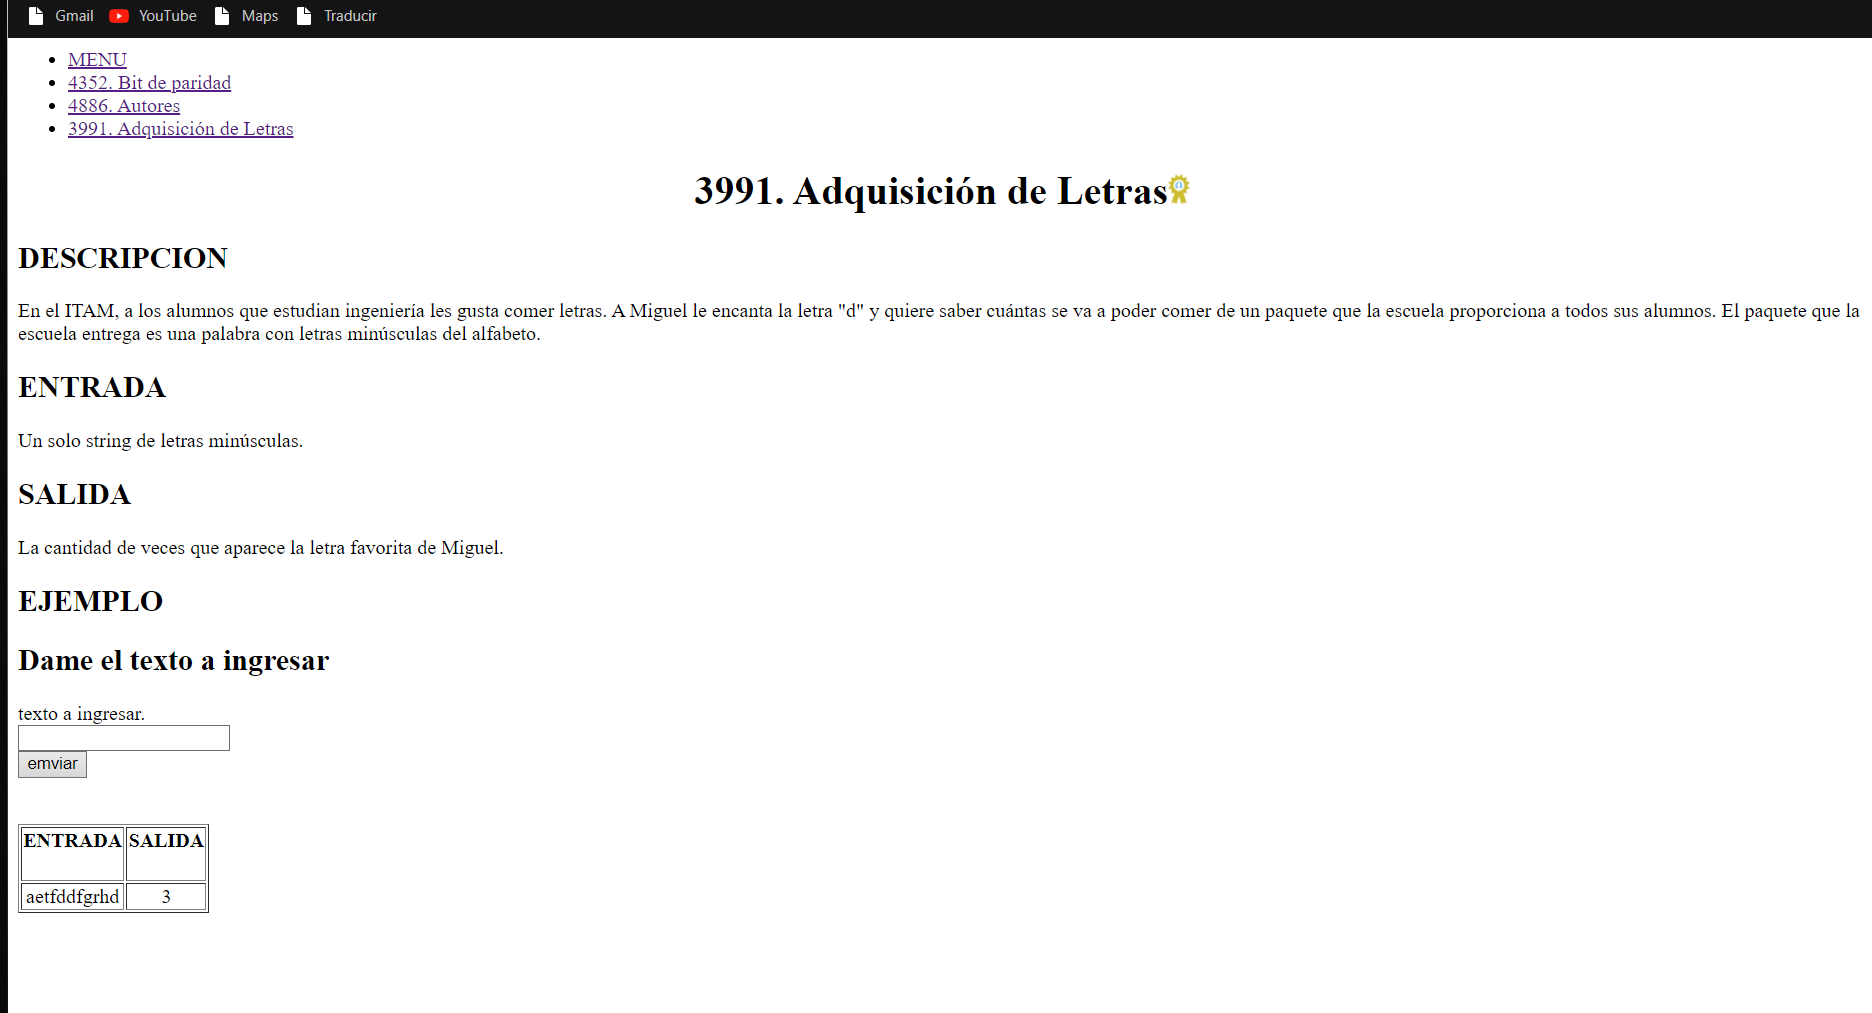 Gmail YouTube Maps Traducir
MENU
4352. Bit de paridad
4886. Autores
3991. Adquisición de Letras
3991. Adquisición de Letras
DESCRIPCION
En el ITAM, a los alumnos que estudian ingeniería les gusta comer letras. A Miguel le encanta la letra "d" y quiere saber cuántas se va a poder comer de un paquete que la escuela proporciona a todos sus alumnos. El paquete que la
escuela entrega es una palabra con letras minúsculas del alfabeto.
ENTRADA
Un solo string de letras minúsculas.
SALIDA
La cantidad de veces que aparece la letra favorita de Miguel.
EJEMPLO
Dame el texto a ingresar
texto a ingresar.
emviar
ENTRADA SALIDA
aetfddfgrhd 3